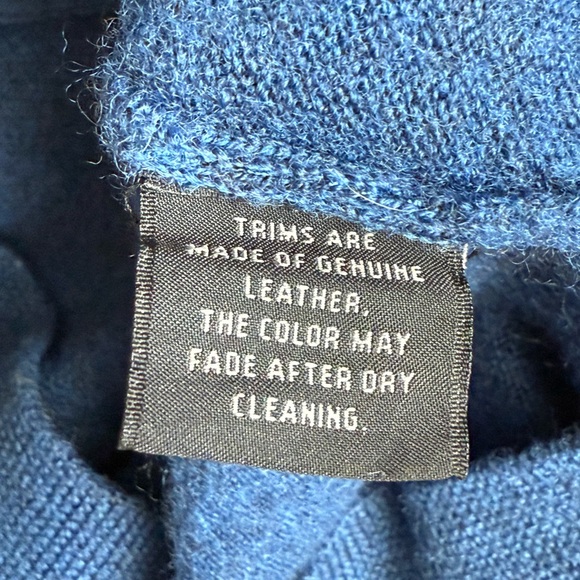 TRIMS ARE
MADE OF GENUINE
LEATHER.
THE COLOR MAY
FADE AFTER DRY
CLEANING.